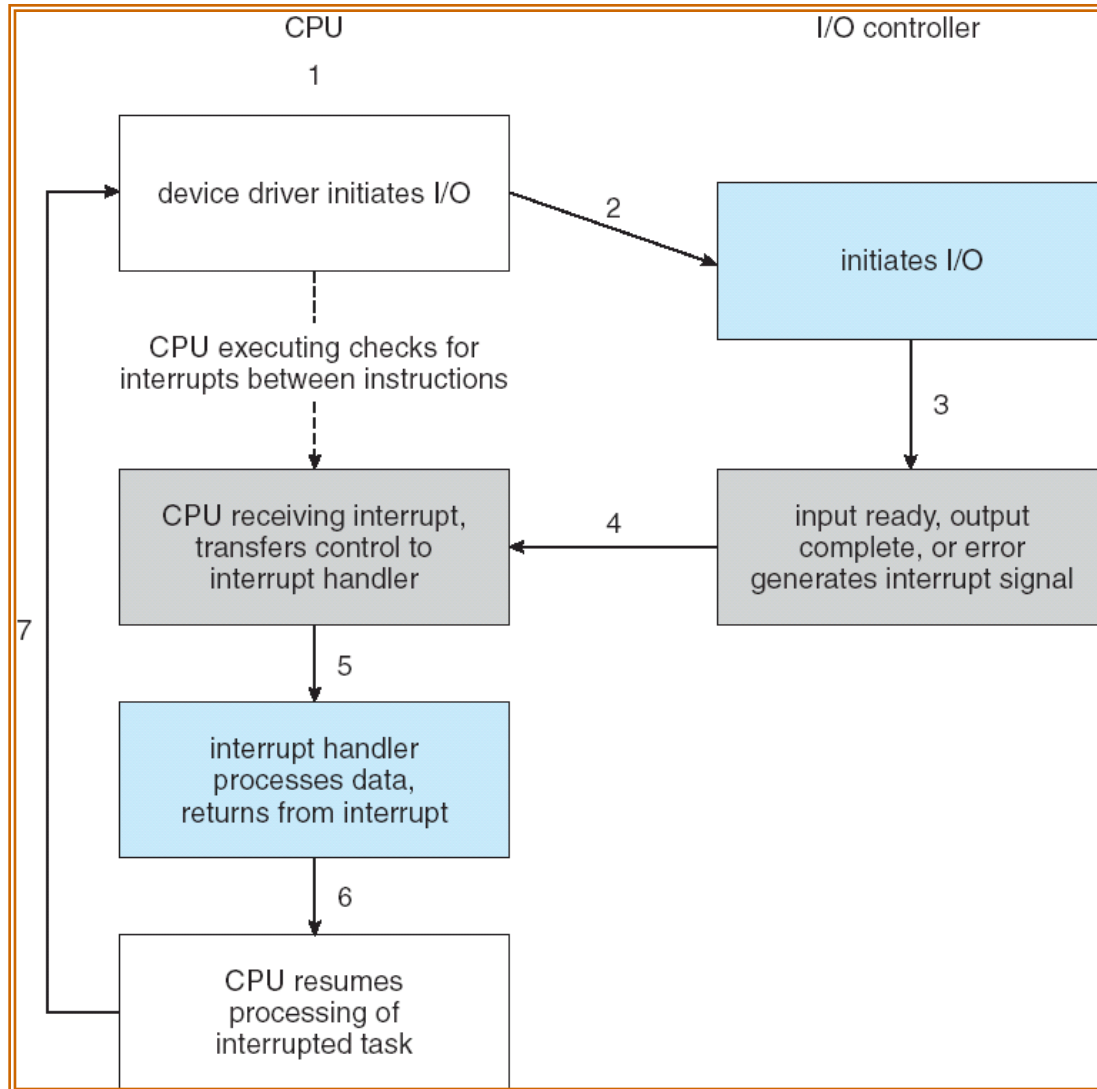 CPU
I/O controller
1
device driver initiates I/O
2
initiates I/O
CPU executing checks for
interrupts between instructions
3
CPU receiving interrupt,
transfers control to
interrupt handler
4
input ready, output
complete, or error
generates interrupt signal
7
5
interrupt handler
processes data,
returns from interrupt
6
CPU resumes
processing of
interrupted task